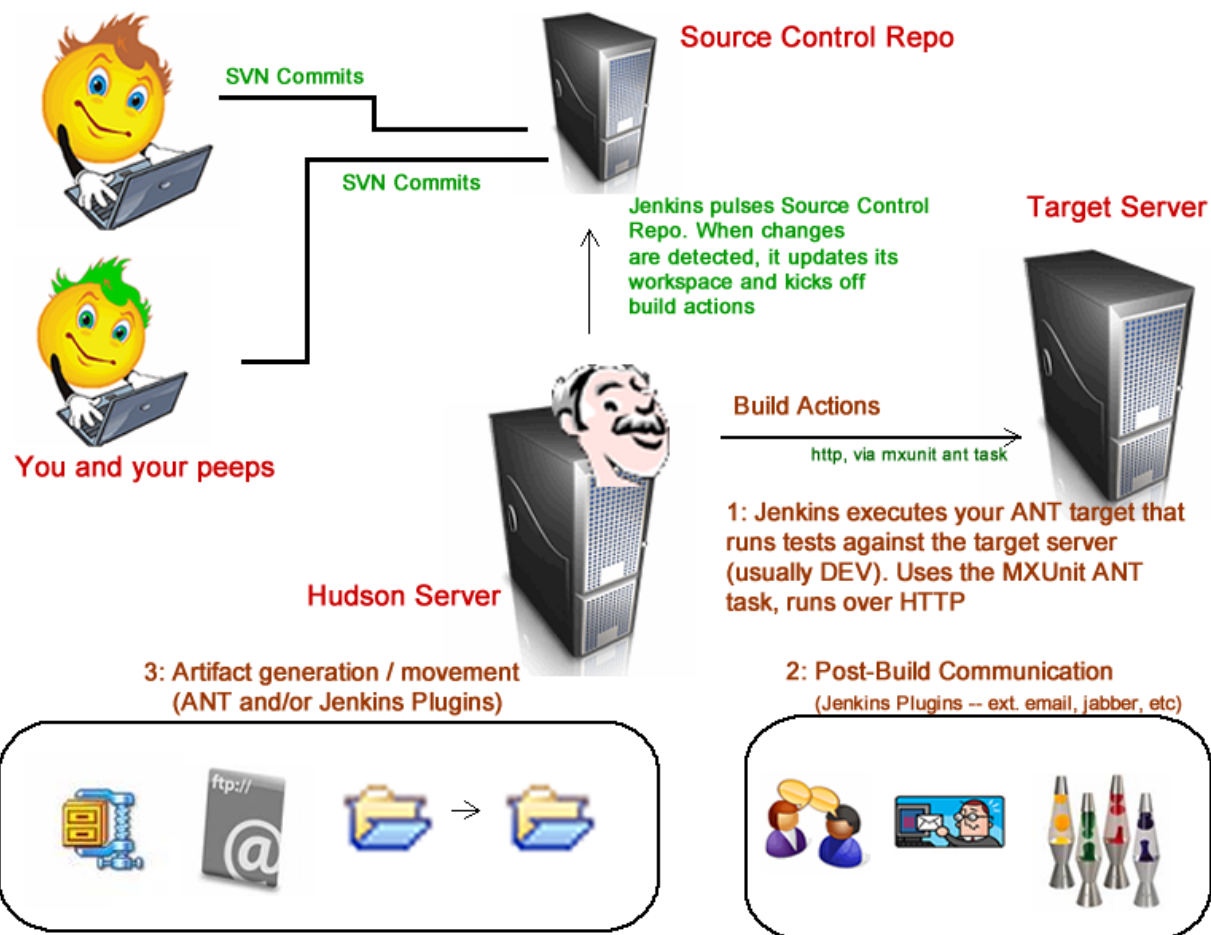 Source Control Repo
SVN Commits
SVN Commits
Jenkins pulses Source Control
Repo. When changes
are detected, it updates its
workspace and kicks off
build actions
Target Server
You and your peeps
Build Actions
http, via mxunit ant task
Hudson Server
1: Jenkins executes your ANT target that
runs tests against the target server
(usually DEV). Uses the MXUnit ANT
task, runs over HTTP
3: Artifact generation / movement
(ANT and/or Jenkins Plugins)
2: Post-Build Communication
(Jenkins Plugins -- ext. email, jabber, etc)
ftp://
@